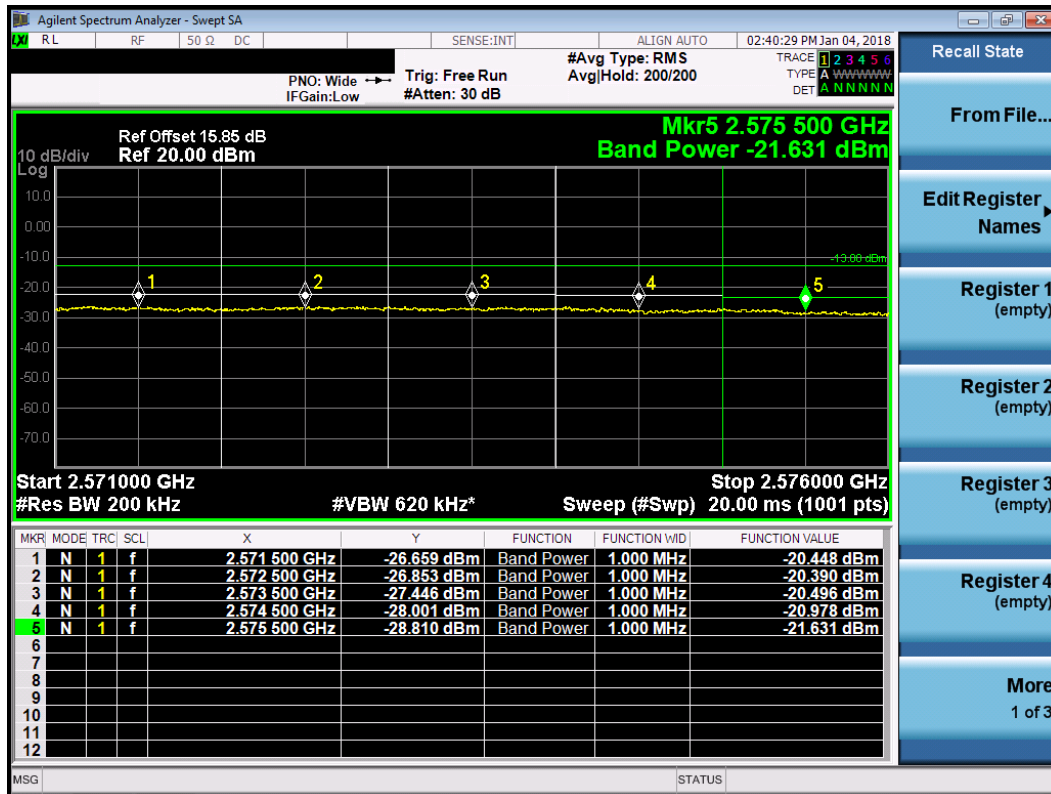 Agilent Spectrum Analyzer - Swept SA
LXI RL RF 50 Ω DC SENSE:INT ALIGN AUTO 02:40:29 PM Jan 04, 2018
PNO: Wide Trig: Free Run #Avg Type: RMS TRACE 1 2 3 4 5 6
IFGain:Low #Atten: 30 dB Avg|Hold: 200/200 TYPE A WWWWW
DET A N N N N N
Mkr5 2.575 500 GHz
Ref Offset 15.85 dB
10 dB/div Ref 20.00 dBm Band Power -21.631 dBm
Log
10.0
0.00
-10.0
-13.00 dBm
-20.0 1 2 3 4 5
-30.0
-40.0
-50.0
-60.0
-70.0
Start 2.571000 GHz Stop 2.576000 GHz
#Res BW 200 kHz #VBW 620 kHz* Sweep (#Swp) 20.00 ms (1001 pts)
MKR MODE TRC SCL X Y FUNCTION FUNCTION WID FUNCTION VALUE
1 N 1 f 2.571 500 GHz -26.659 dBm Band Power 1.000 MHz -20.448 dBm
2 N 1 f 2.572 500 GHz -26.853 dBm Band Power 1.000 MHz -20.390 dBm
3 N 1 f 2.573 500 GHz -27.446 dBm Band Power 1.000 MHz -20.496 dBm
4 N 1 f 2.574 500 GHz -28.001 dBm Band Power 1.000 MHz -20.978 dBm
5 N 1 f 2.575 500 GHz -28.810 dBm Band Power 1.000 MHz -21.631 dBm
6
7
8
9
10
11
12
MSG STATUS
Recall State
From File...
Edit Register
Names
Register 1
(empty)
Register 2
(empty)
Register 3
(empty)
Register 4
(empty)
More
1 of 3